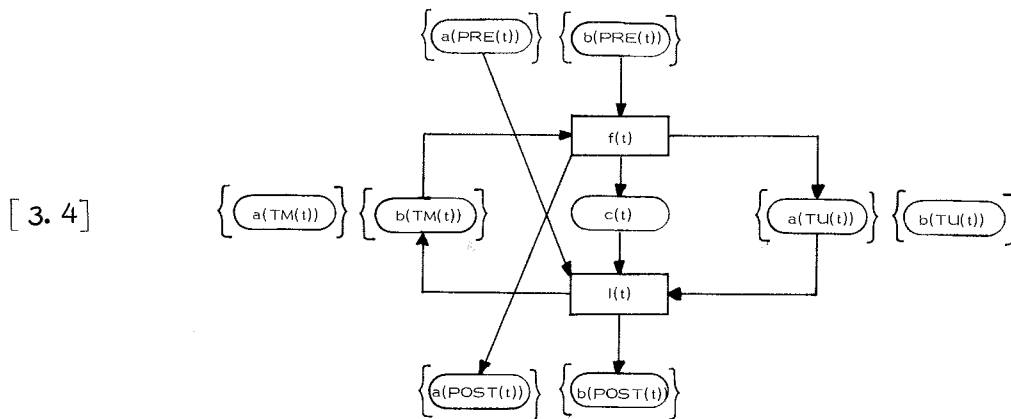 {a(PRE(t))} {b(PRE(t))}
f(t)
[3.4] {a(TM(t))} {b(TM(t))} c(t) {a(TU(t))} {b(TU(t))}
l(t)
{a(POST(t))} {b(POST(t))}